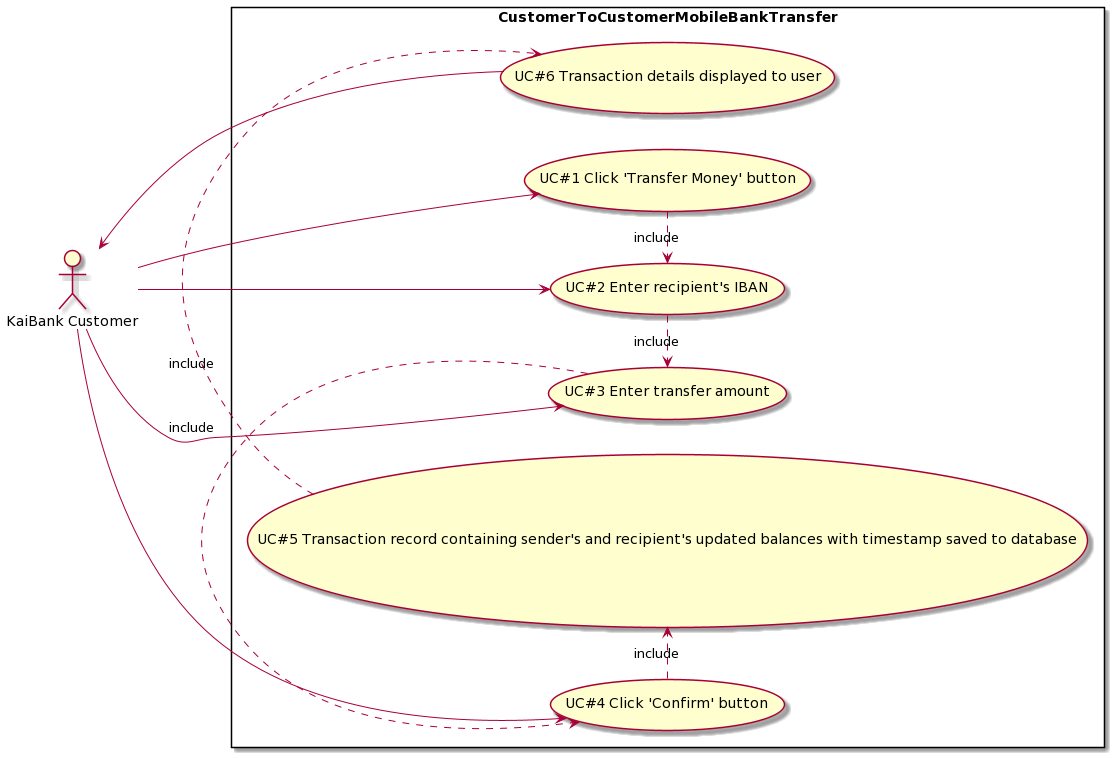 CustomerToCustomerMobileBankTransfer
UC#6 Transaction details displayed to user
UC#1 Click 'Transfer Money' button
include
UC#2 Enter recipient's IBAN
KaiBank Customer
include
include
UC#3 Enter transfer amount
include
UC#5 Transaction record containing sender's and recipient's updated balances with timestamp saved to database
include
UC#4 Click 'Confirm' button